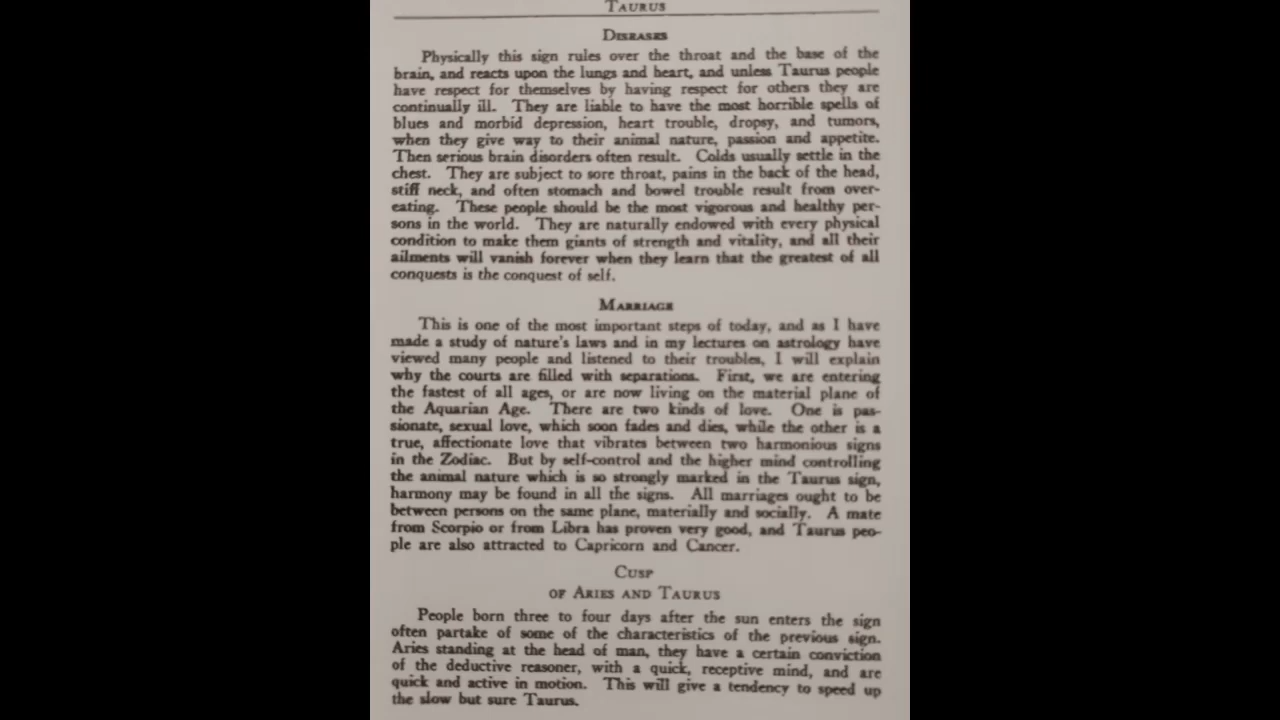 TAURUS
DISEASES
Physically this sign rules over the throat and the base of the
brain, and reacts upon the lungs and heart, and unless Taurus people
have respect for themselves by having respect for others they are
continually ill. They are liable to have the most horrible spells of
blues and morbid depression, heart trouble, dropsy, and tumors,
when they give way to their animal nature, passion and appetite.
Then serious brain disorders often result. Colds usually settle in the
chest. They are subject to sore throat, pains in the back of the head,
stiff neck, and often stomach and bowel trouble result from over-
eating. These people should be the most vigorous and healthy per-
sons in the world. They are naturally endowed with every physical
condition to make them giants of strength and vitality, and all their
ailments will vanish forever when they learn that the greatest of all
conquests is the conquest of self.
MARRIAGE
This is one of the most important steps of today, and as I have
made a study of nature's laws and in my lectures on astrology have
viewed many people and listened to their troubles, I will explain
why the courts are filled with separations. First, we are entering
the fastest of all ages, or are now living on the material plane of
the Aquarian Age. There are two kinds of love. One is pas-
sionate, sexual love, which soon fades and dies, while the other is a
true, affectionate love that vibrates between two harmonious signs
in the Zodiac. But by self-control and the higher mind controlling
the animal nature which is so strongly marked in the Taurus sign,
harmony may be found in all the signs. All marriages ought to be
between persons on the same plane, materially and socially. A mate
from Scorpio or from Libra has proven very good, and Taurus peo-
ple are also attracted to Capricorn and Cancer.
CUSP
OF ARIES AND TAURUS
People born three to four days after the sun enters the sign
often partake of some of the characteristics of the previous sign.
Aries standing at the head of man, they have a certain conviction
of the deductive reasoner, with a quick, receptive mind, and are
quick and active in motion. This will give a tendency to speed up
the slow but sure Taurus.